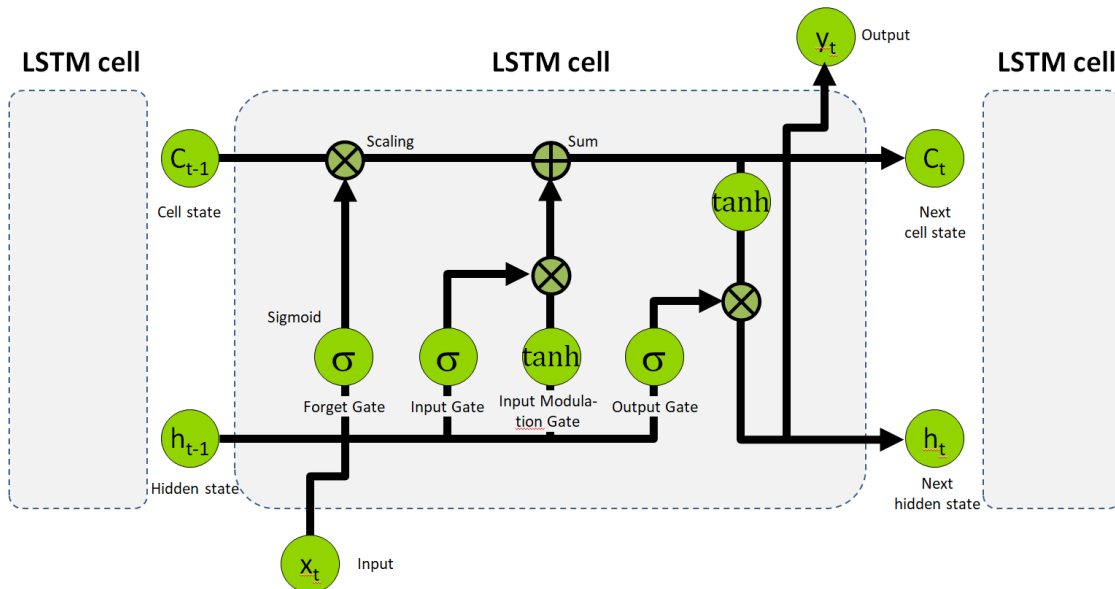 yt
Output
LSTM cell
LSTM cell
LSTM cell
Scaling
Sum
Ct-1
Ct
tanh
Cell state
Next
cell state
Sigmoid
σ
σ
tanh
σ
Forget Gate
Input Gate
Input Modula-
tion Gate
Output Gate
ht-1
ht
Hidden state
Next
hidden state
xt
Input